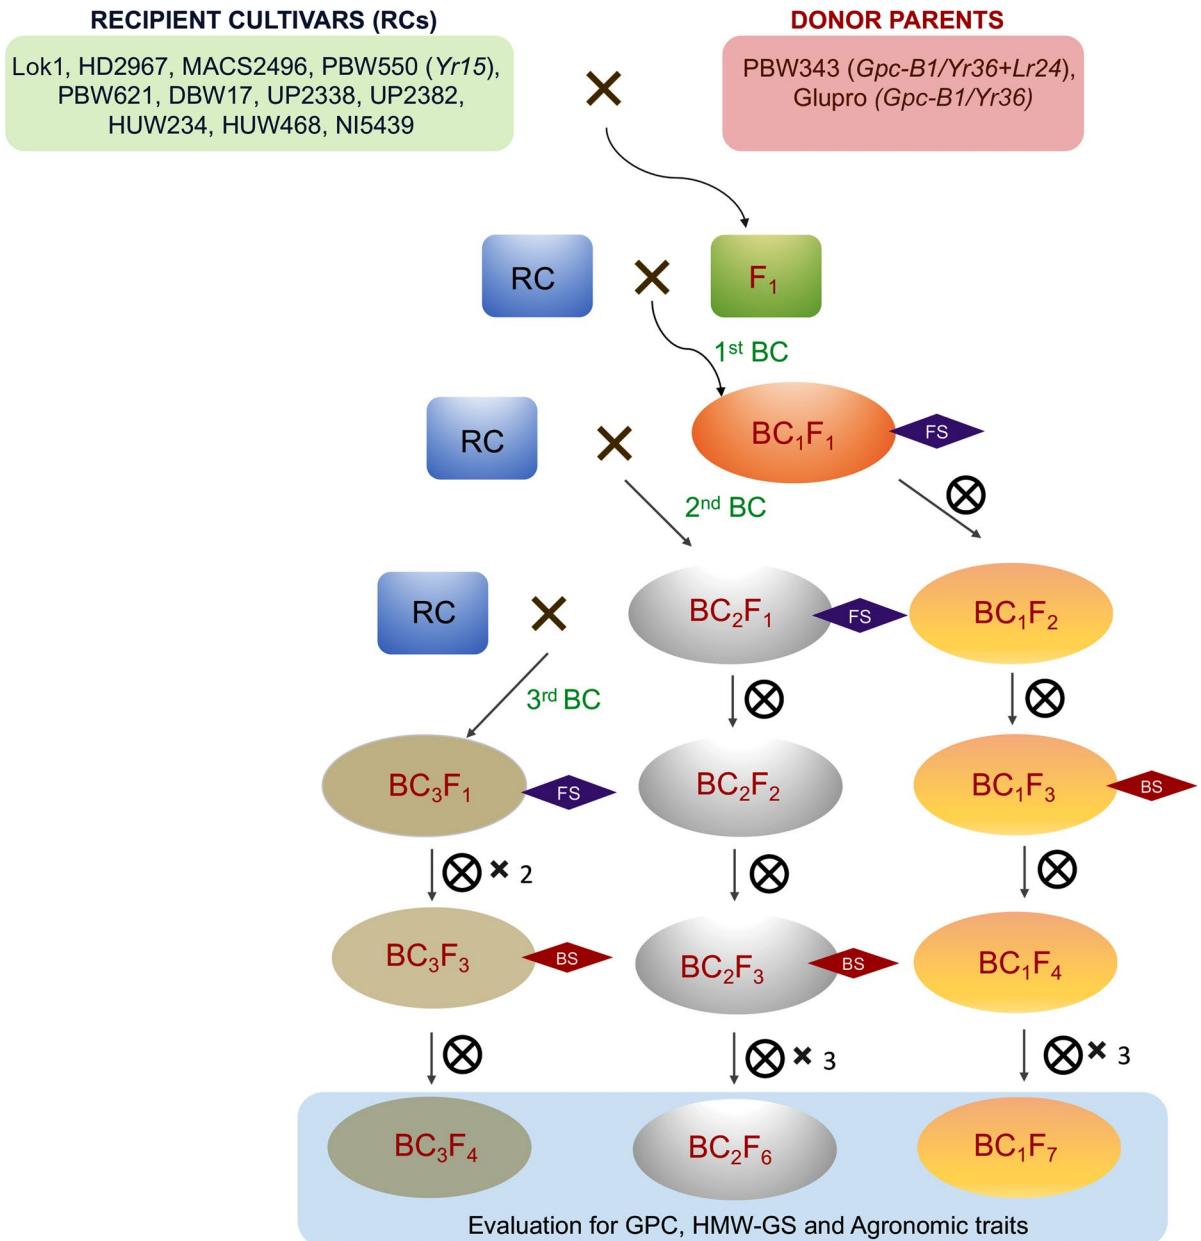 RECIPIENT CULTIVARS (RCs)
DONOR PARENTS
Lok1, HD2967, MACS2496, PBW550 (Yr15),
PBW621, DBW17, UP2338, UP2382,
HUW234, HUW468, NI5439
PBW343 (Gpc-B1/Yr36+Lr24),
Glupro (Gpc-B1/Yr36)
RC
F₁
1ˢᵗ BC
RC
BC₁F₁
FS
2ⁿᵈ BC
RC
BC₂F₁
FS
BC₁F₂
3ʳᵈ BC
BC₃F₁
FS
BC₂F₂
BC₁F₃
BS
× 2
BC₃F₃
BS
BC₂F₃
BS
BC₁F₄
× 3
× 3
BC₃F₄
BC₂F₆
BC₁F₇
Evaluation for GPC, HMW-GS and Agronomic traits